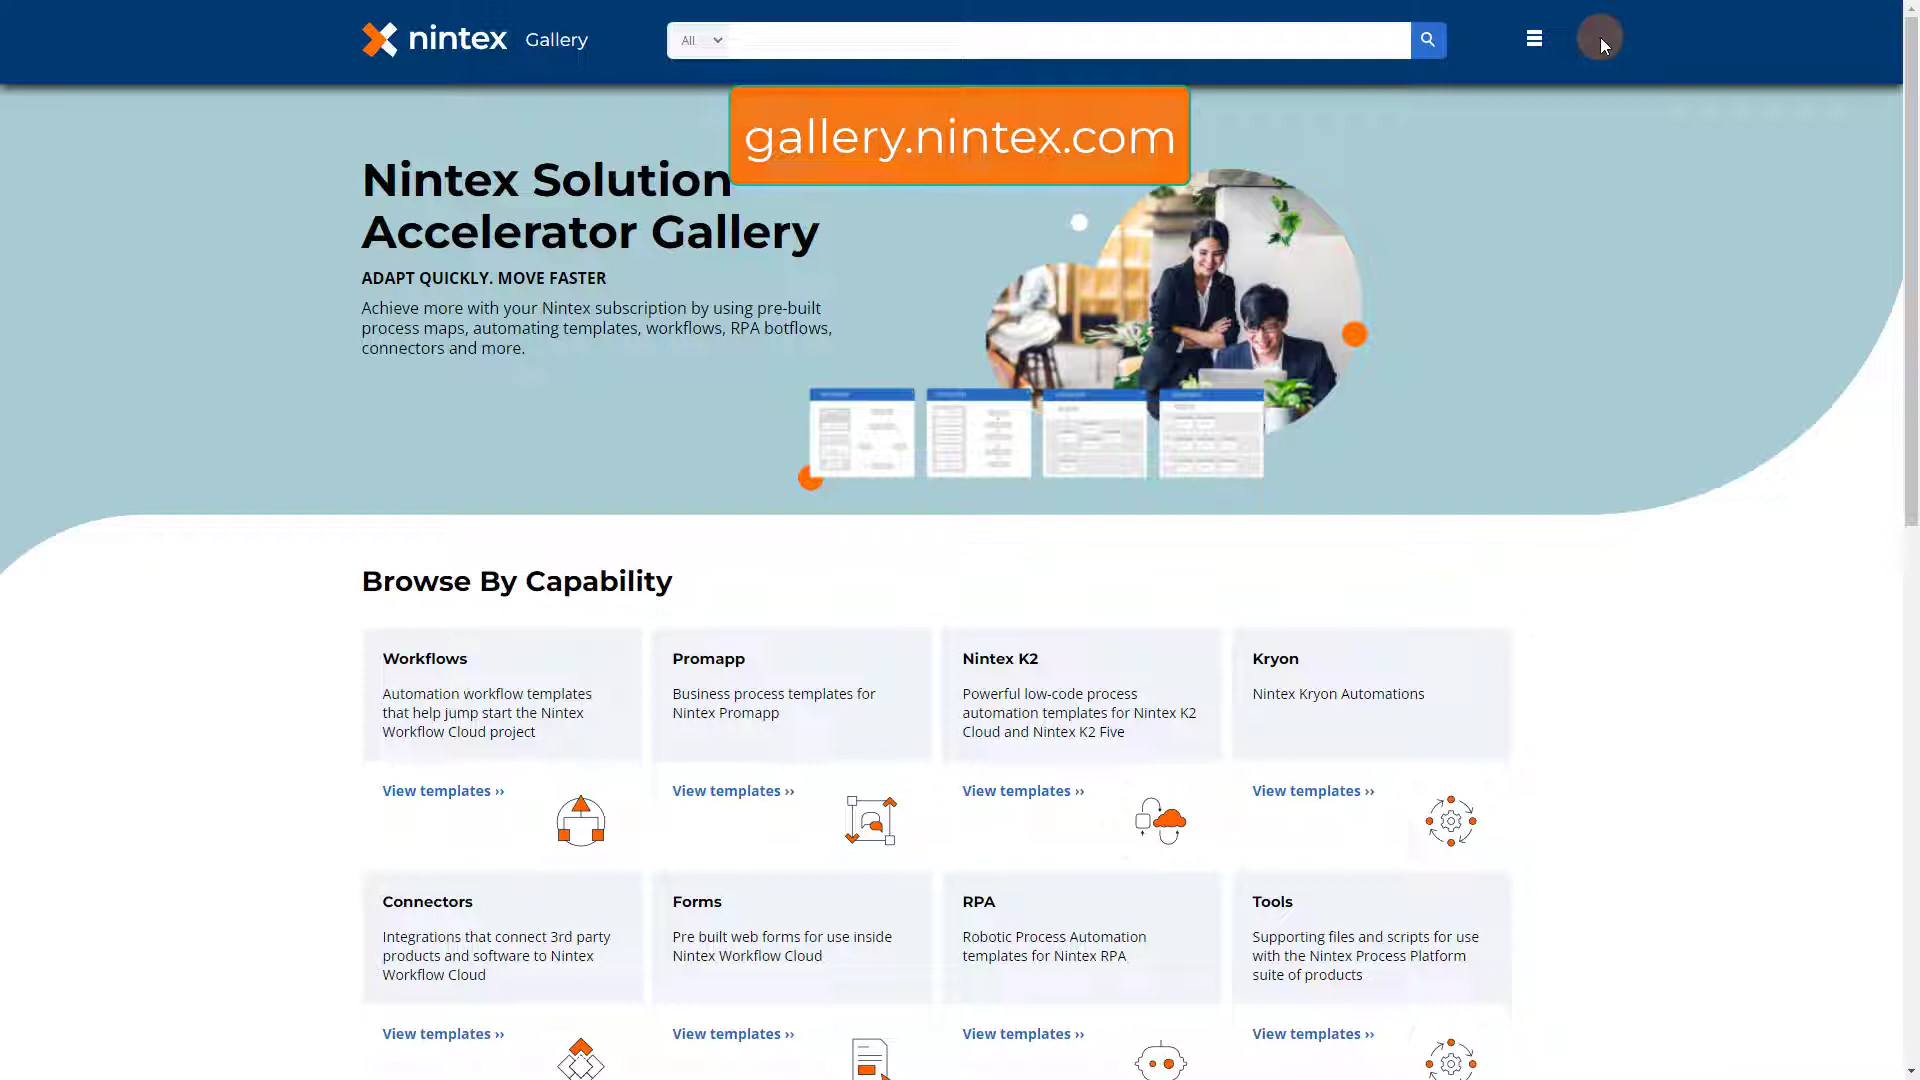 nintex Gallery
All
gallery.nintex.com
Nintex Solution
Accelerator Gallery
ADAPT QUICKLY. MOVE FASTER
Achieve more with your Nintex subscription by using pre-built
process maps, automating templates, workflows, RPA botflows,
connectors and more.
Browse By Capability
Workflows
Automation workflow templates
that help jump start the Nintex
Workflow Cloud project
View templates ››
Promapp
Business process templates for
Nintex Promapp
View templates ››
Nintex K2
Powerful low-code process
automation templates for Nintex K2
Cloud and Nintex K2 Five
View templates ››
Kryon
Nintex Kryon Automations
View templates ››
Connectors
Integrations that connect 3rd party
products and software to Nintex
Workflow Cloud
View templates ››
Forms
Pre built web forms for use inside
Nintex Workflow Cloud
View templates ››
RPA
Robotic Process Automation
templates for Nintex RPA
View templates ››
Tools
Supporting files and scripts for use
with the Nintex Process Platform
suite of products
View templates ››